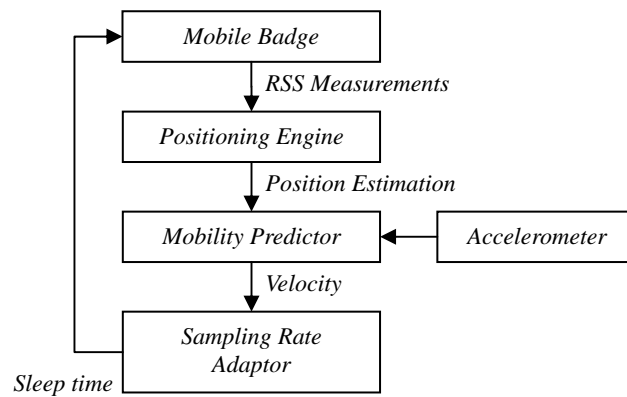 Mobile Badge
RSS Measurements
Positioning Engine
Position Estimation
Mobility Predictor
Accelerometer
Velocity
Sampling Rate
Adaptor
Sleep time